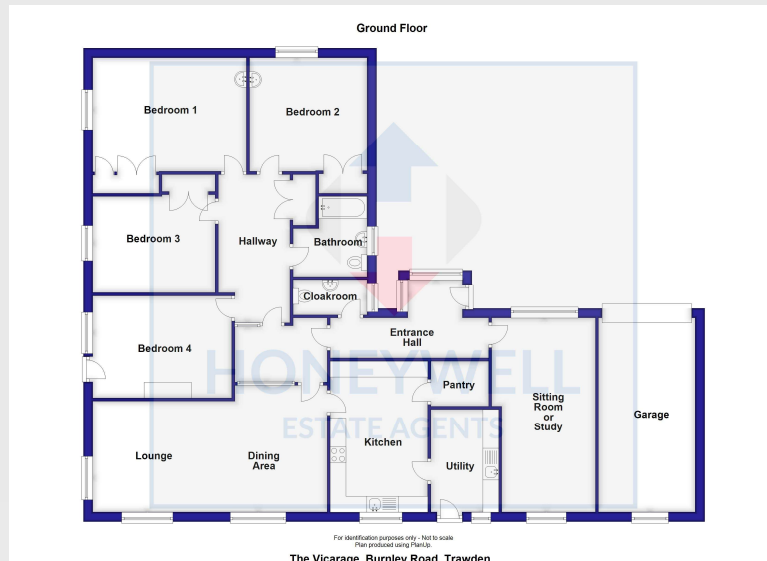 Ground Floor
Bedroom 1
Bedroom 2
Bedroom 3
Hallway
Bathroom
Cloakroom
Entrance
Hall
Bedroom 4
HONEYWELL
ESTATE AGENTS
Pantry
Sitting
Room
or
Study
Garage
Lounge
Dining
Area
Kitchen
Utility
For identification purposes only - Not to scale
Plan produced using PlanUp.
The Vicarage, Burnley Road, Trawden